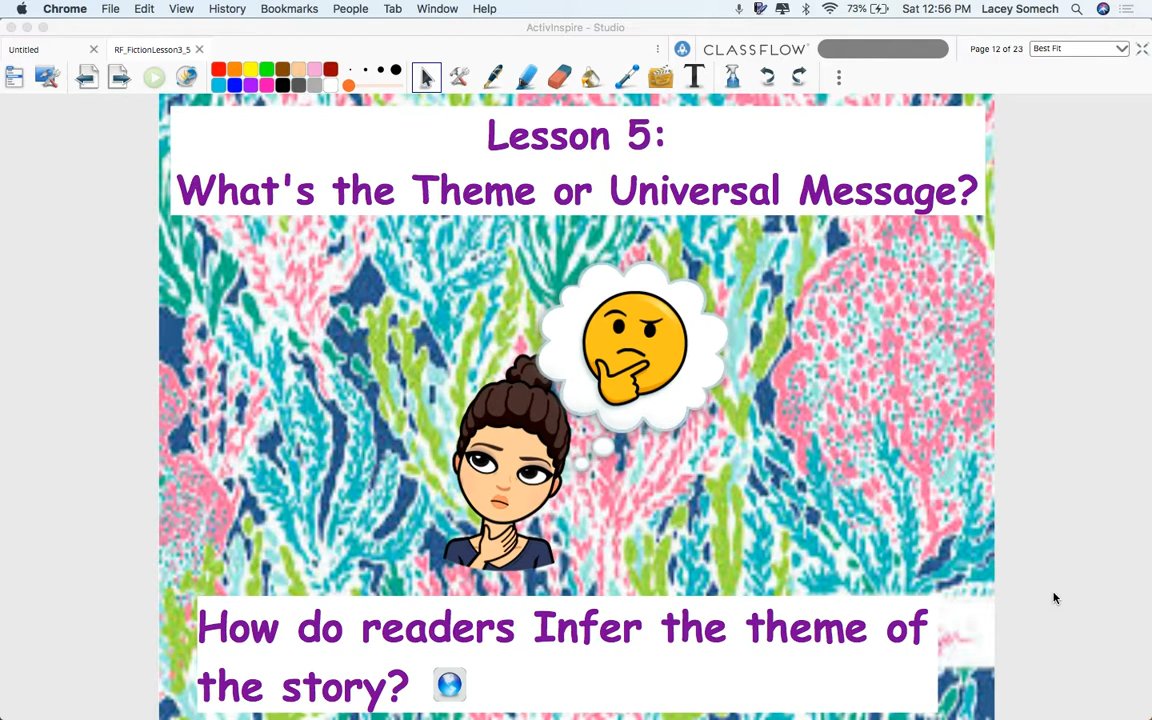 Chrome File Edit View History Bookmarks People Tab Window Help 73% Sat 12:56 PM Lacey Somech
ActivInspire - Studio
Untitled RF_FictionLesson3_5
CLASSFLOW Page 12 of 23 Best Fit
T
Lesson 5:
What's the Theme or Universal Message?
How do readers Infer the theme of
the story?